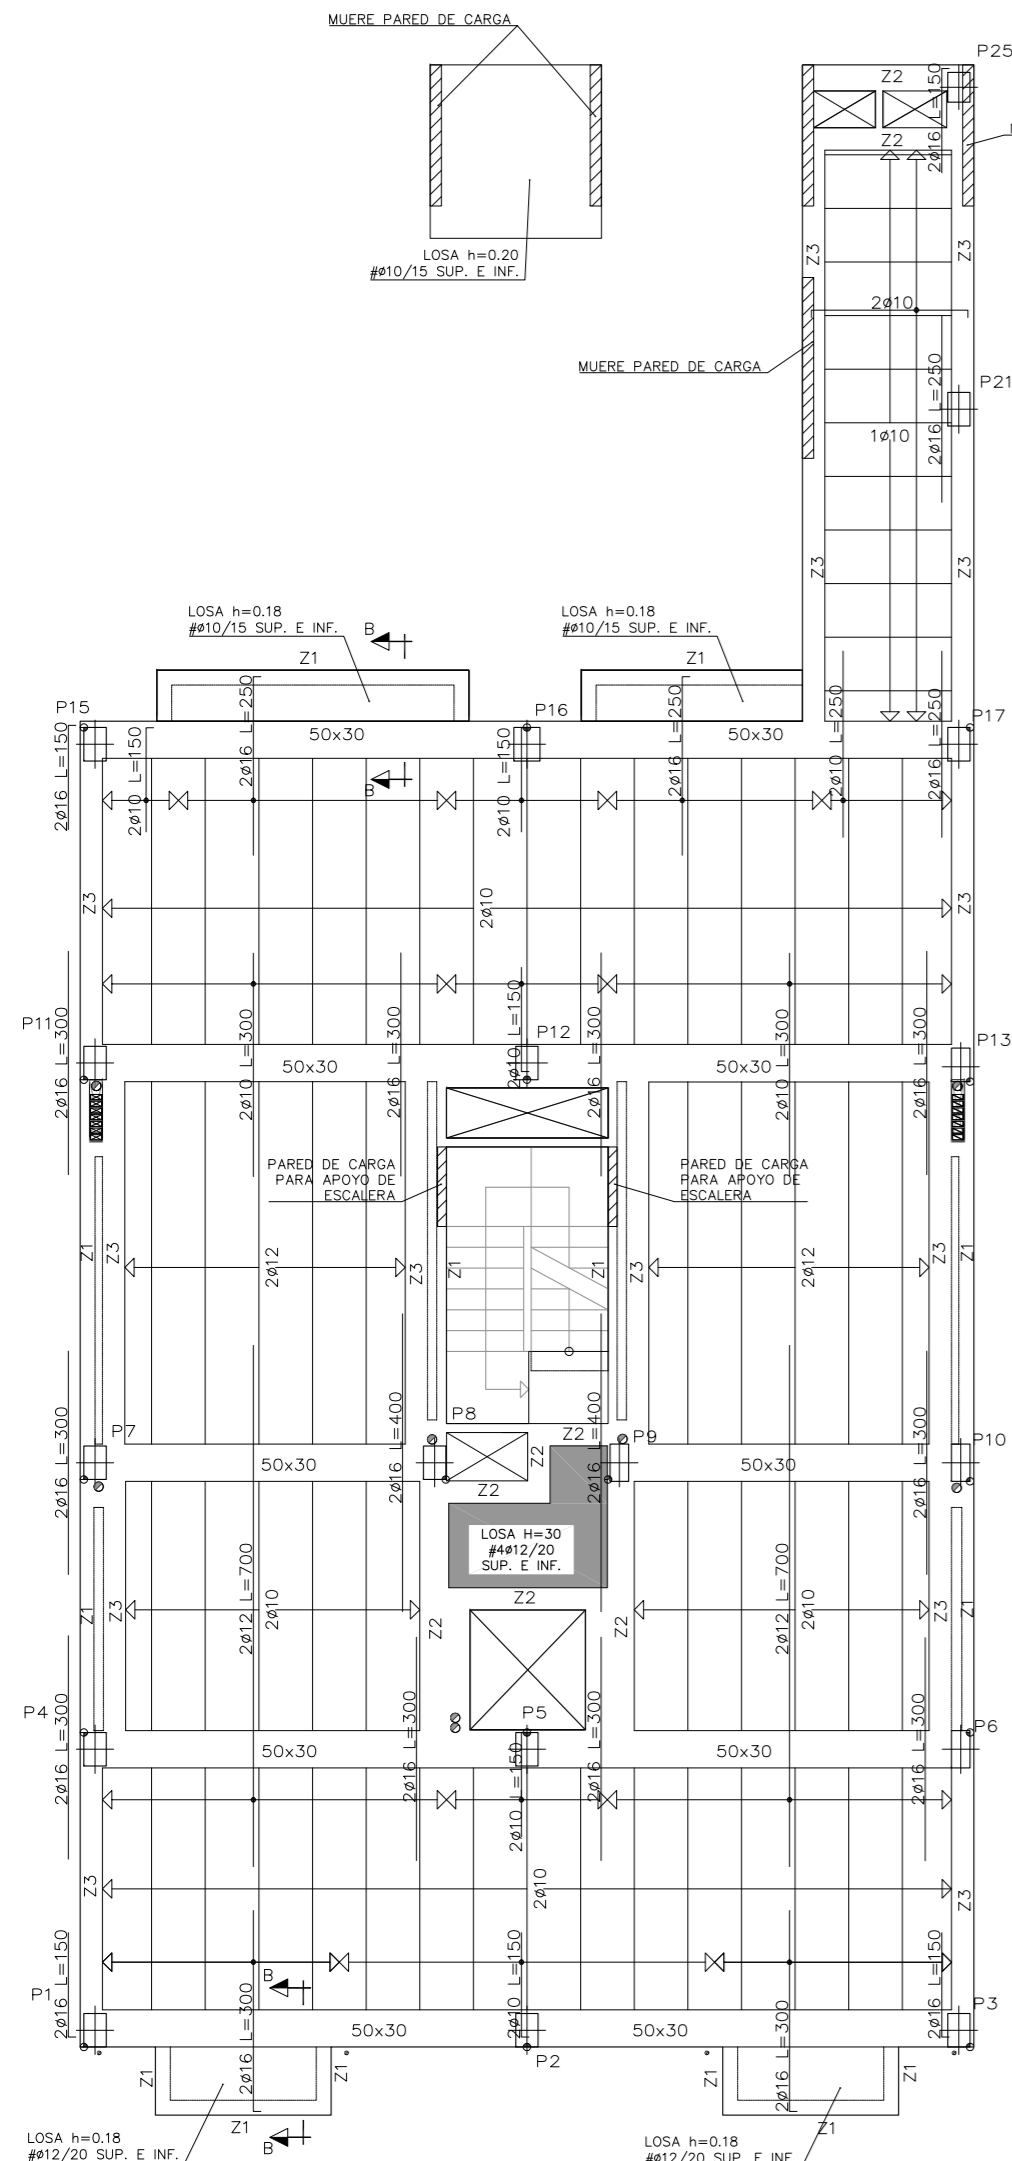 MUERE PARED DE CARGA
P25
Z2
2ø16 L=150
Z2
LOSA h=0.20
#ø10/15 SUP. E INF.
Z3
Z3
2ø10
MUERE PARED DE CARGA
2ø16 L=250
P21
1ø10
Z3
Z3
LOSA h=0.18
#ø10/15 SUP. E INF.
B
Z1
LOSA h=0.18
#ø10/15 SUP. E INF.
Z1
P15
P16
P17
50x30
50x30
2ø16 L=150
2ø10 L=150
2ø16 L=250
2ø10 L=150
2ø16 L=250
2ø10 L=250
2ø16 L=250
B
Z3
2ø10
Z3
P11
P12
P13
50x30
50x30
2ø16 L=300
2ø10 L=300
2ø16 L=300
2ø10 L=150
2ø16 L=300
2ø10 L=300
2ø16 L=300
PARED DE CARGA
PARA APOYO DE
ESCALERA
PARED DE CARGA
PARA APOYO DE
ESCALERA
Z1
Z3
2ø12
Z3
Z1
Z1
Z3
2ø12
Z3
Z1
P7
P8
P9
P10
50x30
50x30
Z2
Z2
Z2
2ø16 L=300
2ø16 L=400
2ø16 L=400
2ø16 L=300
LOSA H=30
#4ø12/20
SUP. E INF.
Z2
Z1
Z3
2ø12 L=700
2ø10
Z2
Z2
2ø12 L=700
2ø10
Z3
Z1
P4
P5
P6
50x30
50x30
2ø16 L=300
2ø16 L=300
2ø10 L=150
2ø16 L=300
2ø16 L=300
Z3
2ø10
Z3
P1
P2
P3
B
2ø16 L=150
2ø16 L=300
2ø10 L=150
2ø16 L=300
2ø16 L=150
50x30
50x30
Z1
Z1
Z1
Z1
Z1
Z1
B
LOSA h=0.18
#ø12/20 SUP. E INF.
LOSA h=0.18
#ø12/20 SUP. E INF.